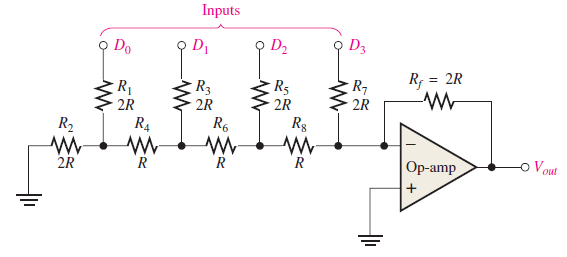 Inputs
D0 D1 D2 D3
R1 R3 R5 R7 Rf = 2R
2R 2R 2R 2R
R2 R4 R6 R8
2R R R R
−
Op-amp Vout
+